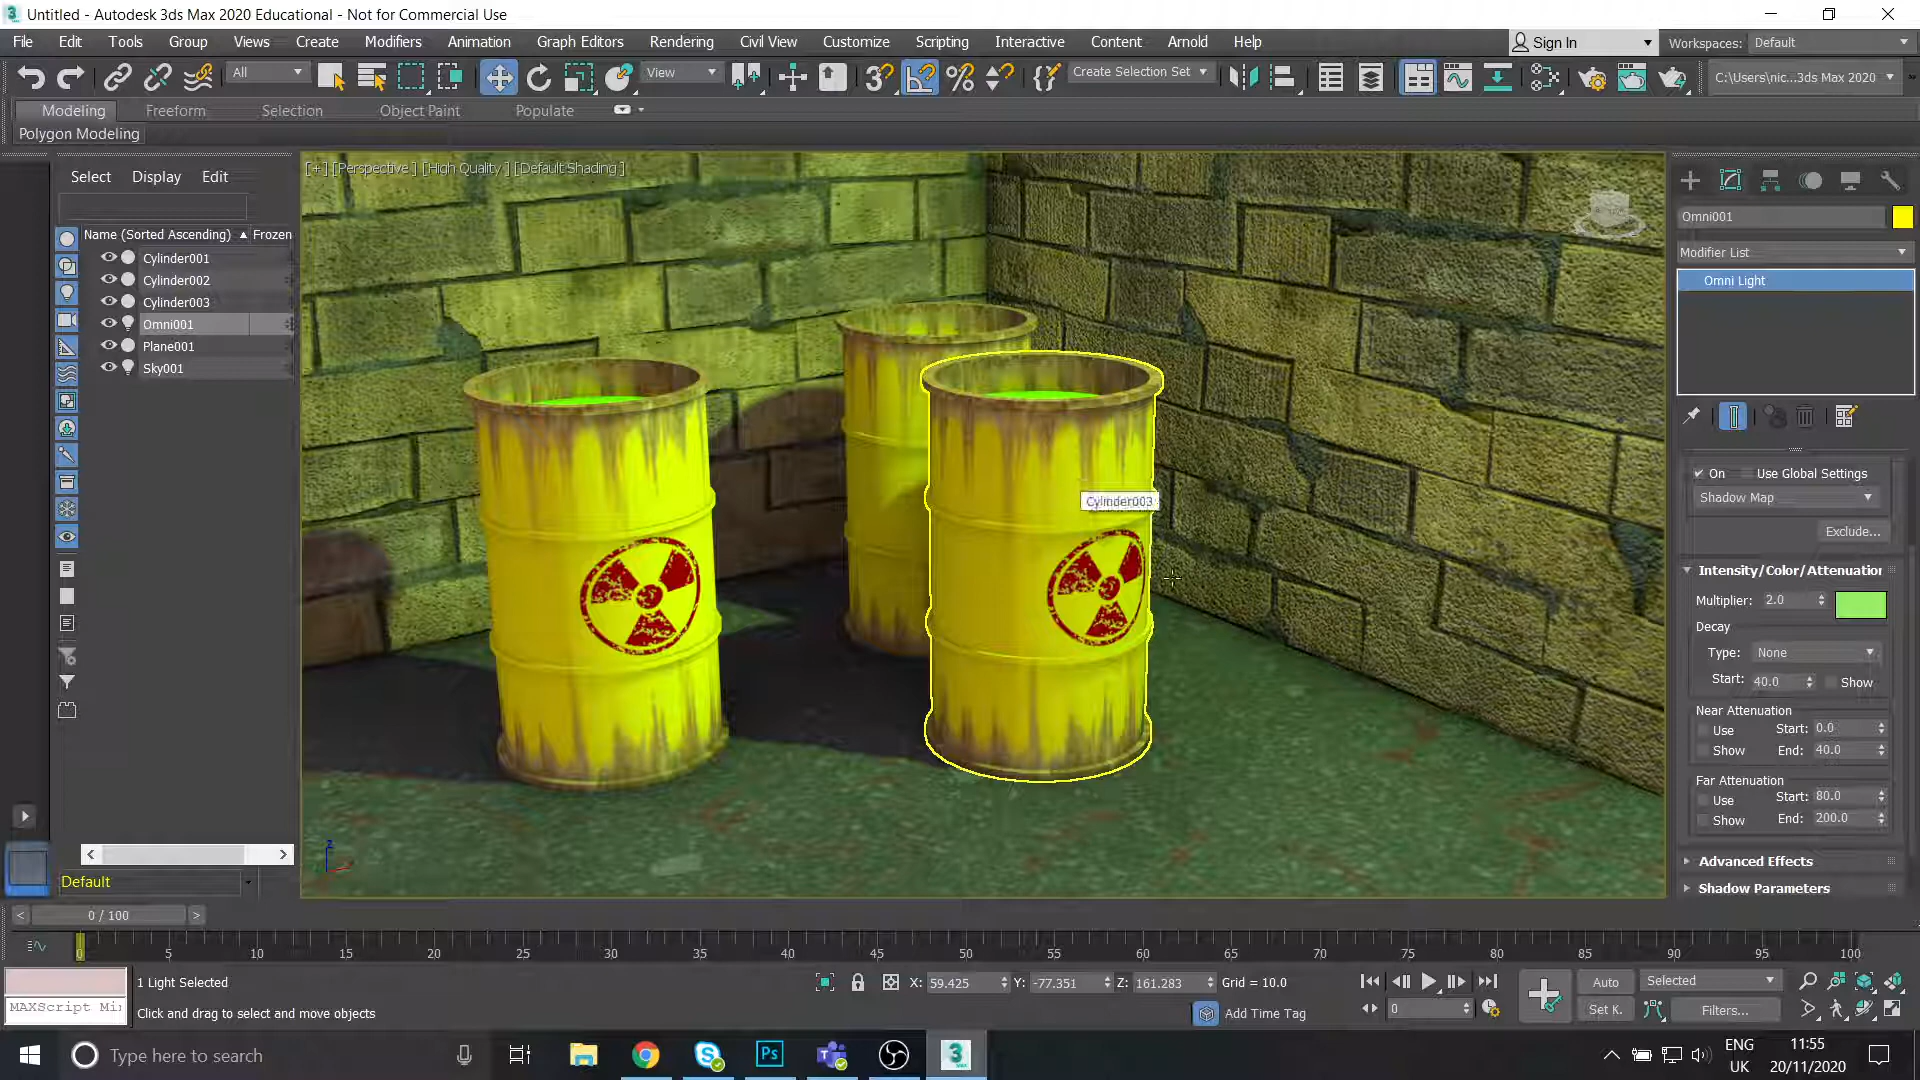 Untitled - Autodesk 3ds Max 2020 Educational - Not for Commercial Use
File Edit Tools Group Views Create Modifiers Animation Graph Editors Rendering Civil View Customize Scripting Interactive Content Arnold Help
Sign In
Workspaces: Default
All
View
Create Selection Set
C:\Users\nic...3ds Max 2020
Modeling Freeform Selection Object Paint Populate
Polygon Modeling
Select Display Edit
Name (Sorted Ascending) Frozen
Cylinder001
Cylinder002
Cylinder003
Omni001
Plane001
Sky001
Default
[+] [Perspective] [High Quality] [Default Shading]
Cylinder003
Omni001
Modifier List
Omni Light
On Use Global Settings
Shadow Map
Exclude...
Intensity/Color/Attenuation
Multiplier: 2.0
Decay
Type: None
Start: 40.0 Show
Near Attenuation
Use Start: 0.0
Show End: 40.0
Far Attenuation
Use Start: 80.0
Show End: 200.0
Advanced Effects
Shadow Parameters
< 0 / 100 >
0 5 10 15 20 25 30 35 40 45 50 55 60 65 70 75 80 85 90 95 100
1 Light Selected
X: 59.425 Y: -77.351 Z: 161.283 Grid = 10.0
Auto Selected
MAXScript Mi
Click and drag to select and move objects
Add Time Tag
0
Set K. Filters...
Type here to search
ENG
UK
11:55
20/11/2020